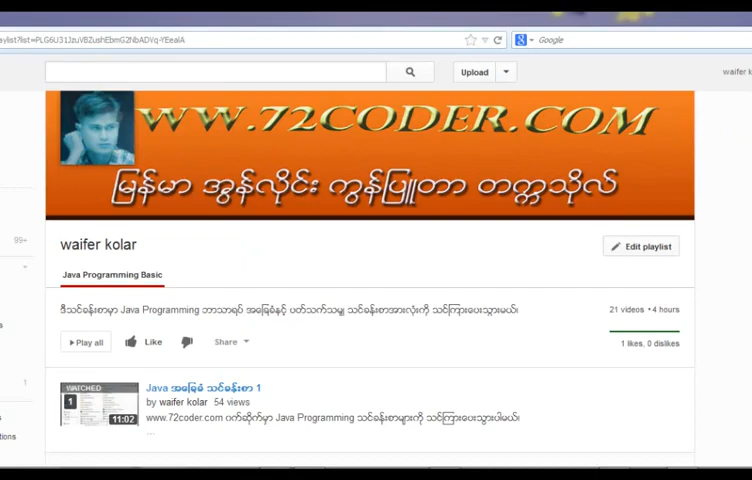 aylist?list=PLG6U31JzuVBZushEbmG2NbADVq-YEealA
Google
Upload
waifer k
WWW.72CODER.COM
မြန်မာ အွန်လိုင်း ကွန်ပြူတာ တက္ကသိုလ်
waifer kolar
Edit playlist
99+
Java Programming Basic
ဒီသင်ခန်းစာမှာ Java Programming ဘာသာရပ် အခြေခံနှင့် ပတ်သက်သမျှ သင်ခန်းစာအားလုံးကို သင်ကြားပေးသွားမယ်၊
21 videos • 4 hours
Play all
Like
Share
1 likes, 0 dislikes
WATCHED
Java အခြေခံ သင်ခန်းစာ 1
by waifer kolar 54 views
1
11:02
www.72coder.com ဝက်ဆိုက်မှာ Java Programming သင်ခန်းစာများကို သင်ကြားပေးသွားပါမယ်၊
...
1
otions